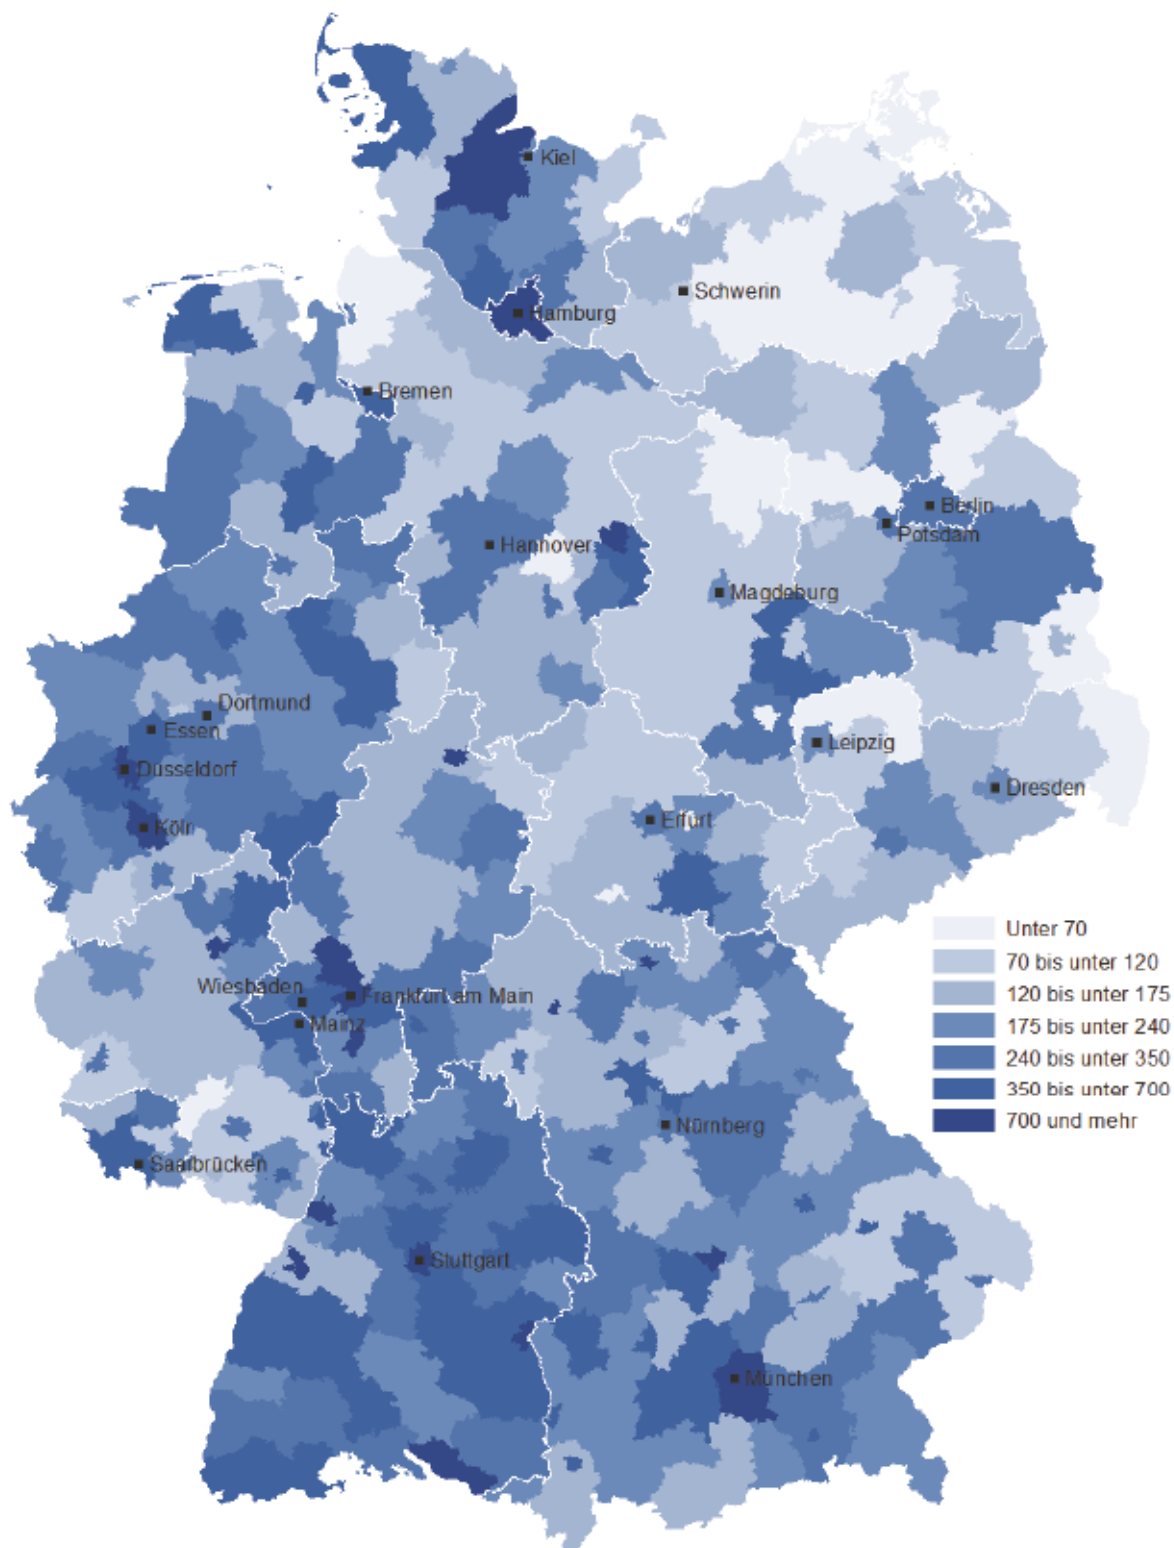 Kiel
Schwerin
Hamburg
Bremen
Berlin
Potsdam
Hannover
Magdeburg
Dortmund
Essen
Düsseldorf
Leipzig
Dresden
Köln
Erfurt
Unter 70
70 bis unter 120
120 bis unter 175
175 bis unter 240
240 bis unter 350
350 bis unter 700
700 und mehr
Wiesbaden
Frankfurt am Main
Mainz
Nürnberg
Saarbrücken
Stuttgart
München